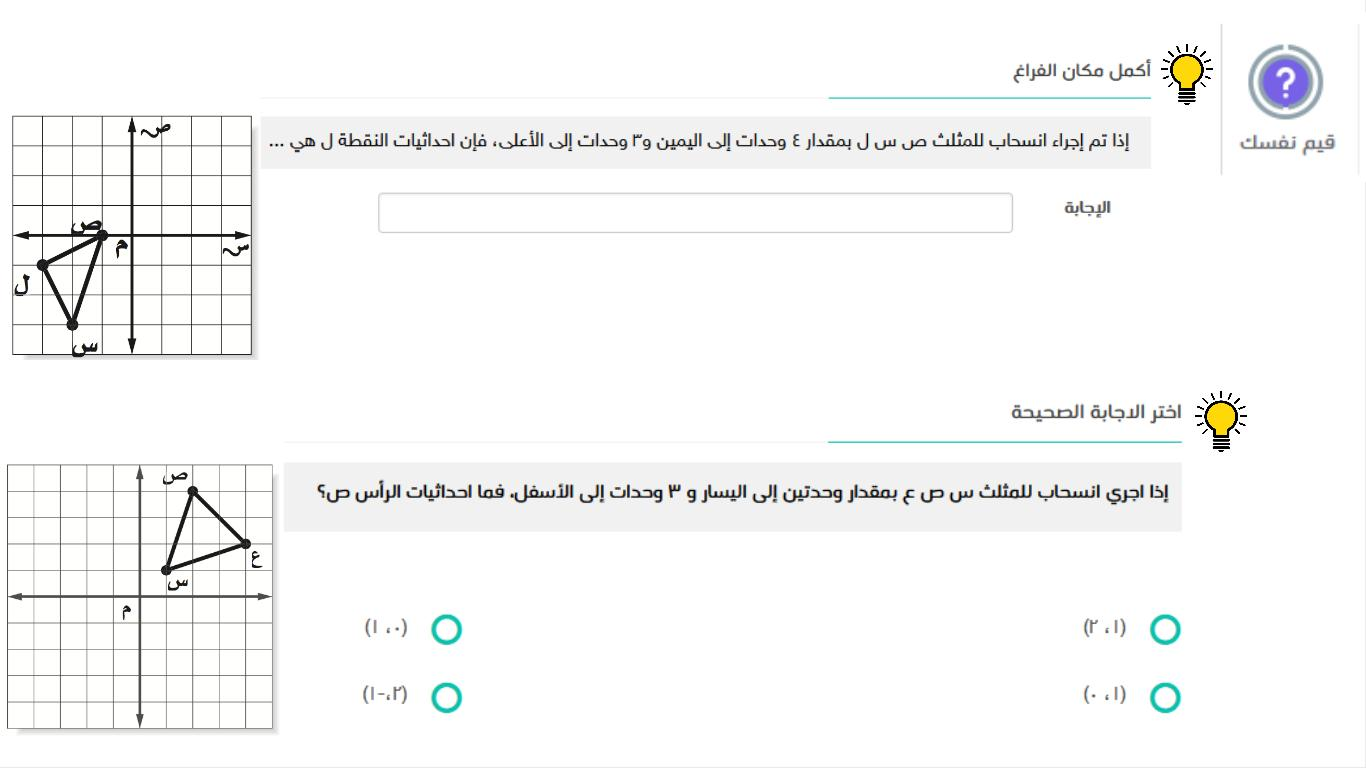 أكمل مكان الفراغ
قيم نفسك
إذا تم إجراء انسحاب للمثلث ص س ل بمقدار ٤ وحدات إلى اليمين و٣ وحدات إلى الأعلى، فإن احداثيات النقطة ل هي ...
الإجابة
ص
ص
م
س
ل
س
اختر الاجابة الصحيحة
إذا اجري انسحاب للمثلث س ص ع بمقدار وحدتين إلى اليسار و ٣ وحدات إلى الأسفل، فما احداثيات الرأس ص؟
ص
ع
س
م
(١، ٢)
(٠، ١)
(١، ٠)
(٢،-١)